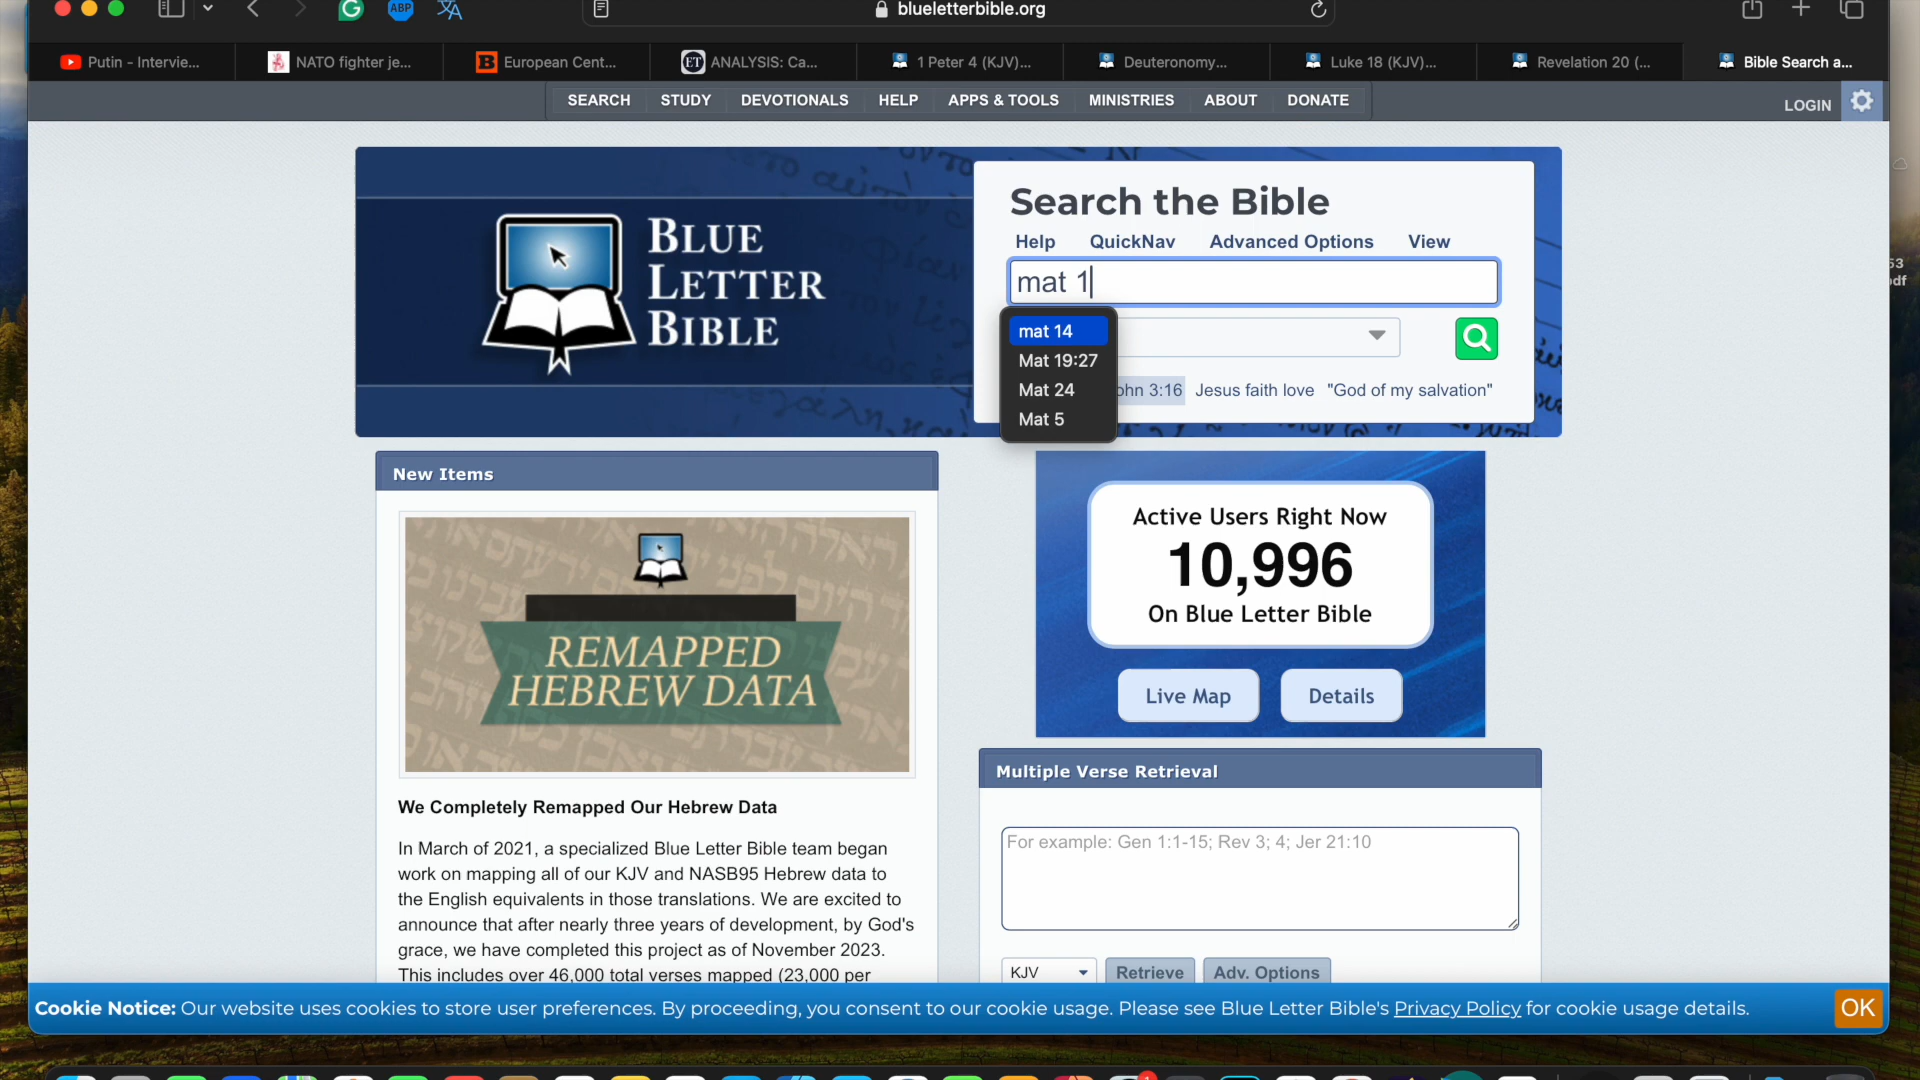 blueletterbible.org
Putin - Intervie...
NATO fighter je...
European Cent...
ANALYSIS: Ca...
1 Peter 4 (KJV)...
Deuteronomy...
Luke 18 (KJV)...
Revelation 20 (...
Bible Search a...
SEARCH STUDY DEVOTIONALS HELP APPS & TOOLS MINISTRIES ABOUT DONATE
LOGIN
BLUE
LETTER
BIBLE
Search the Bible
Help QuickNav Advanced Options View
mat 1
mat 14
Mat 19:27
Mat 24
Mat 5
ohn 3:16 Jesus faith love "God of my salvation"
New Items
REMAPPED
HEBREW DATA
We Completely Remapped Our Hebrew Data
In March of 2021, a specialized Blue Letter Bible team began
work on mapping all of our KJV and NASB95 Hebrew data to
the English equivalents in those translations. We are excited to
announce that after nearly three years of development, by God's
grace, we have completed this project as of November 2023.
This includes over 46,000 total verses mapped (23,000 per
Active Users Right Now
10,996
On Blue Letter Bible
Live Map Details
Multiple Verse Retrieval
For example: Gen 1:1-15; Rev 3; 4; Jer 21:10
KJV Retrieve Adv. Options
Cookie Notice: Our website uses cookies to store user preferences. By proceeding, you consent to our cookie usage. Please see Blue Letter Bible's Privacy Policy for cookie usage details.
OK
ABP
ET
53
df